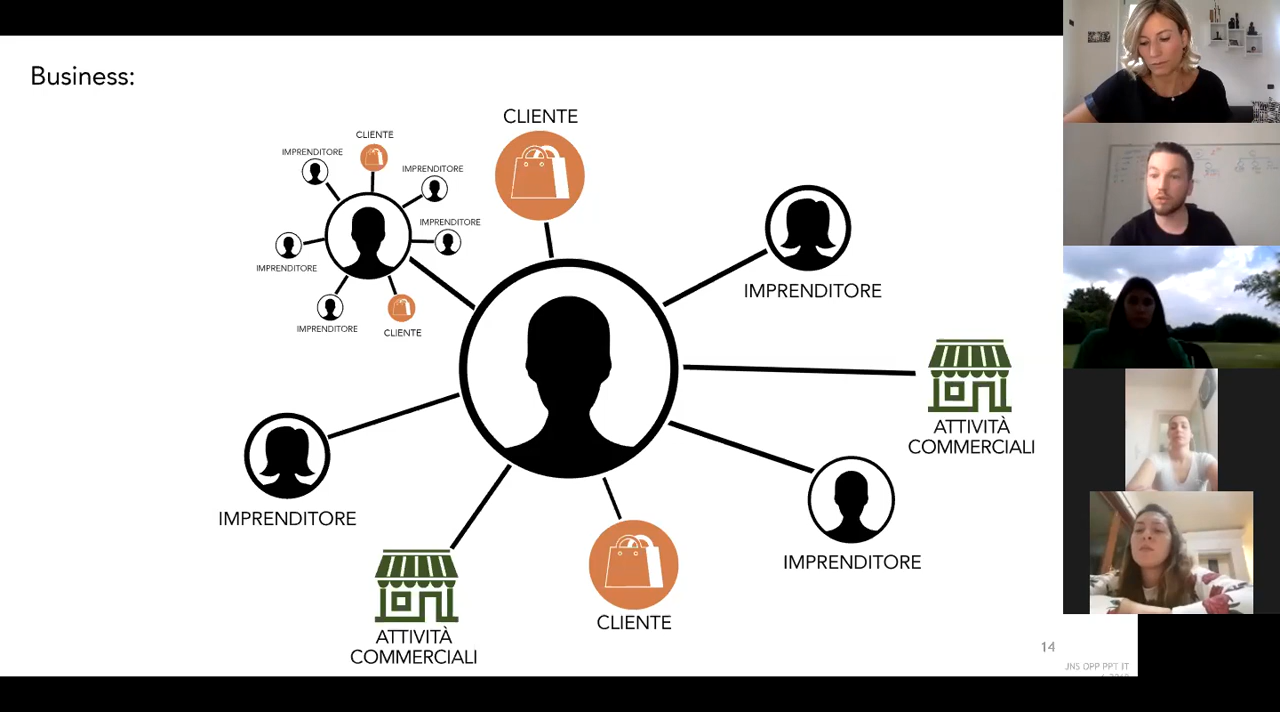 Business:
CLIENTE
CLIENTE
IMPRENDITORE
IMPRENDITORE
IMPRENDITORE
IMPRENDITORE
IMPRENDITORE
CLIENTE
IMPRENDITORE
ATTIVITÀ
COMMERCIALI
IMPRENDITORE
IMPRENDITORE
CLIENTE
ATTIVITÀ
COMMERCIALI
14
JNS OPP PPT IT